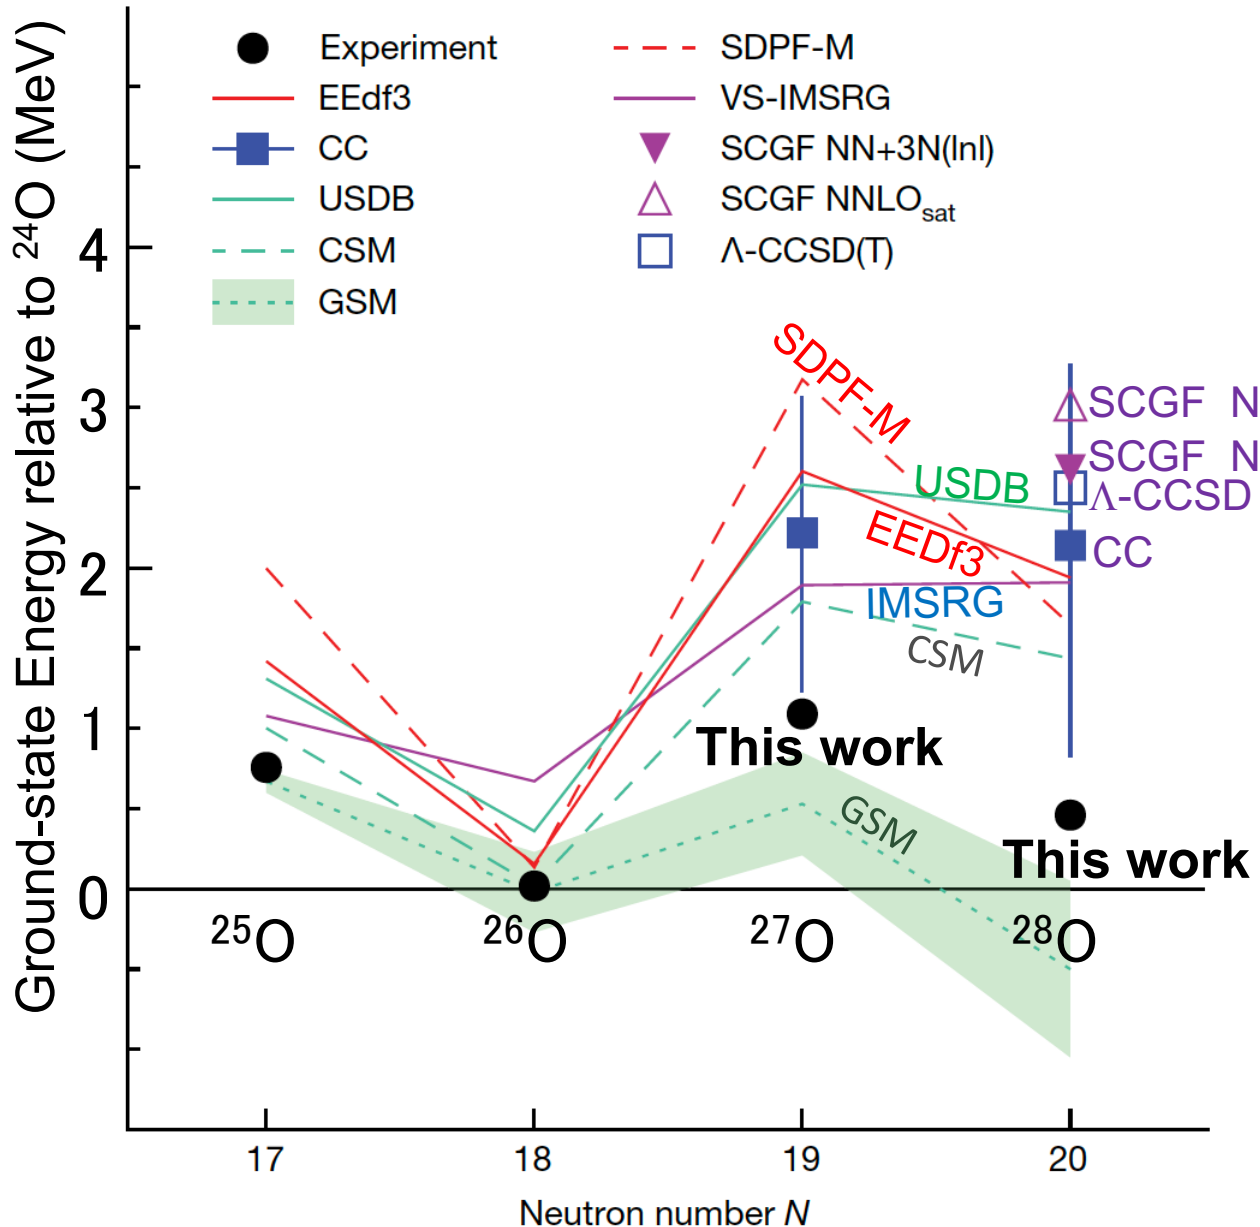 Ground-state Energy relative to ²⁴O (MeV)
Experiment
EEdf3
CC
USDB
CSM
GSM
SDPF-M
VS-IMSRG
SCGF NN+3N(lnl)
SCGF NNLOsat
Λ-CCSD(T)
4
3
2
1
0
SDPF-M
USDB
EEDf3
IMSRG
CSM
GSM
SCGF N
SCGF N
Λ-CCSD
CC
This work
This work
²⁵O
²⁶O
²⁷O
²⁸O
17
18
19
20
Neutron number N